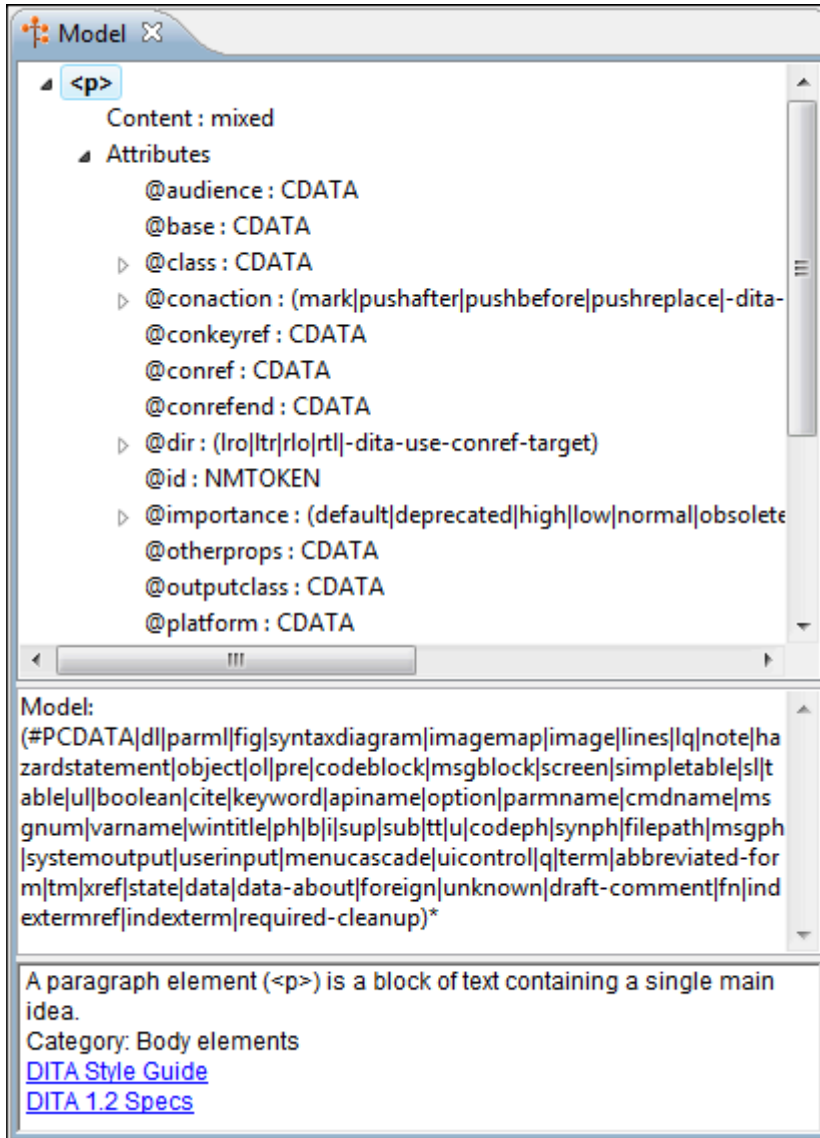 Model
<p>
Content : mixed
Attributes
@audience : CDATA
@base : CDATA
@class : CDATA
@conaction : (mark|pushafter|pushbefore|pushreplace|-dita-
@conkeyref : CDATA
@conref : CDATA
@conrefend : CDATA
@dir : (lro|ltr|rlo|rtl|-dita-use-conref-target)
@id : NMTOKEN
@importance : (default|deprecated|high|low|normal|obsolete
@otherprops : CDATA
@outputclass : CDATA
@platform : CDATA
Model:
(#PCDATA|dl|parml|fig|syntaxdiagram|imagemap|image|lines|lq|note|ha
zardstatement|object|ol|pre|codeblock|msgblock|screen|simpletable|sl|t
able|ul|boolean|cite|keyword|apiname|option|parmname|cmdname|ms
gnum|varname|wintitle|ph|b|i|sup|sub|tt|u|codeph|synph|filepath|msgph
|systemoutput|userinput|menucascade|uicontrol|q|term|abbreviated-for
m|tm|xref|state|data|data-about|foreign|unknown|draft-comment|fn|ind
extermref|indexterm|required-cleanup)*
A paragraph element (<p>) is a block of text containing a single main
idea.
Category: Body elements
DITA Style Guide
DITA 1.2 Specs